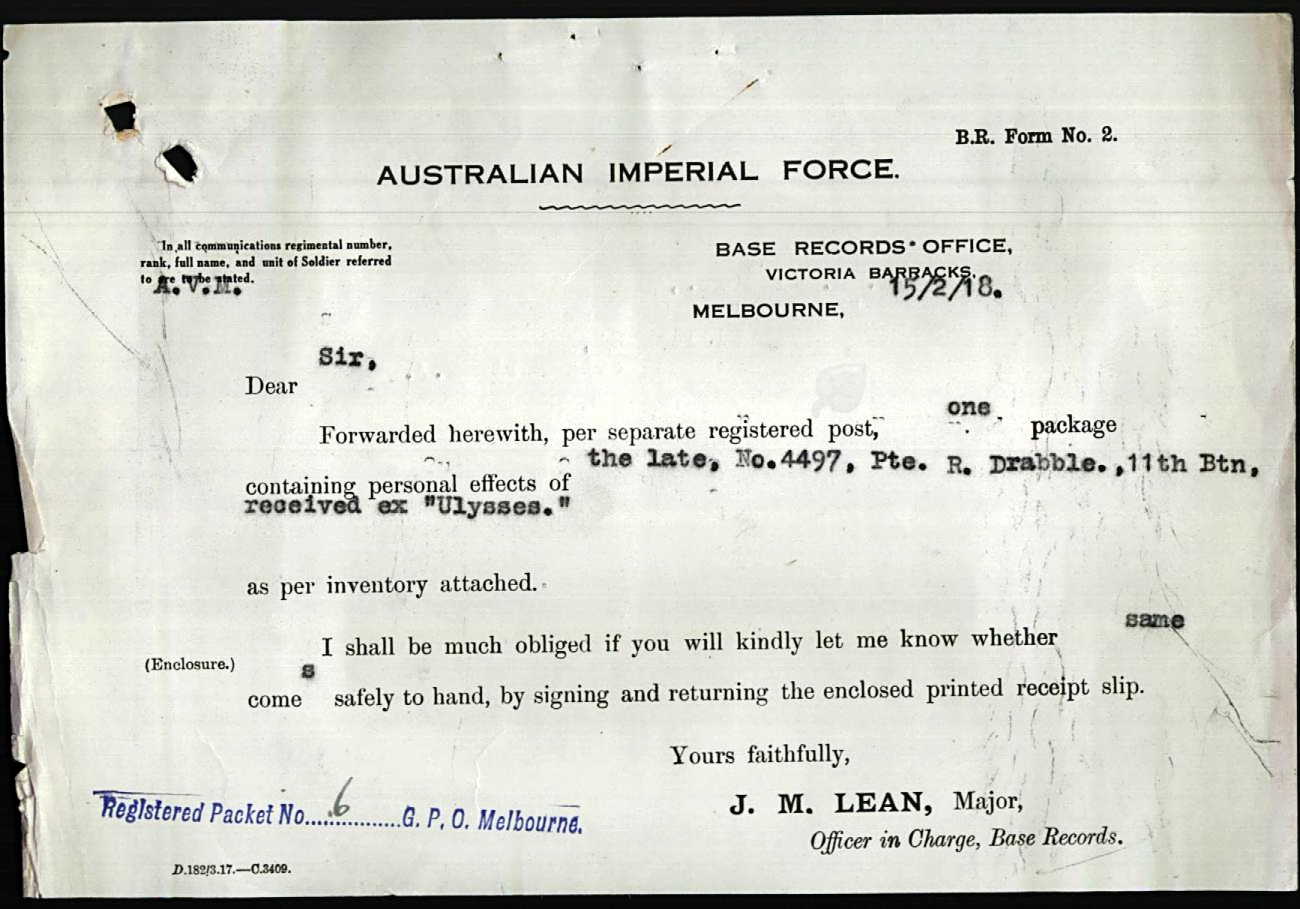 B.R. Form No. 2.
AUSTRALIAN IMPERIAL FORCE.
In all communications regimental number,
rank, full name, and unit of Soldier referred
to are to be stated.
A.V.M.
BASE RECORDS OFFICE,
VICTORIA BARRACKS.
15/2/18.
MELBOURNE,
Sir,
Dear
one
Forwarded herewith, per separate registered post, package
the late, No.4497, Pte. R. Drabble.,11th Btn,
containing personal effects of
received ex "Ulysses."
as per inventory attached.
same
I shall be much obliged if you will kindly let me know whether
(Enclosure.)
s
come safely to hand, by signing and returning the enclosed printed receipt slip.
Yours faithfully,
J. M. LEAN, Major,
Officer in Charge, Base Records.
Registered Packet No....6............G. P. O. Melbourne.
D.182/3.17.—C.3409.